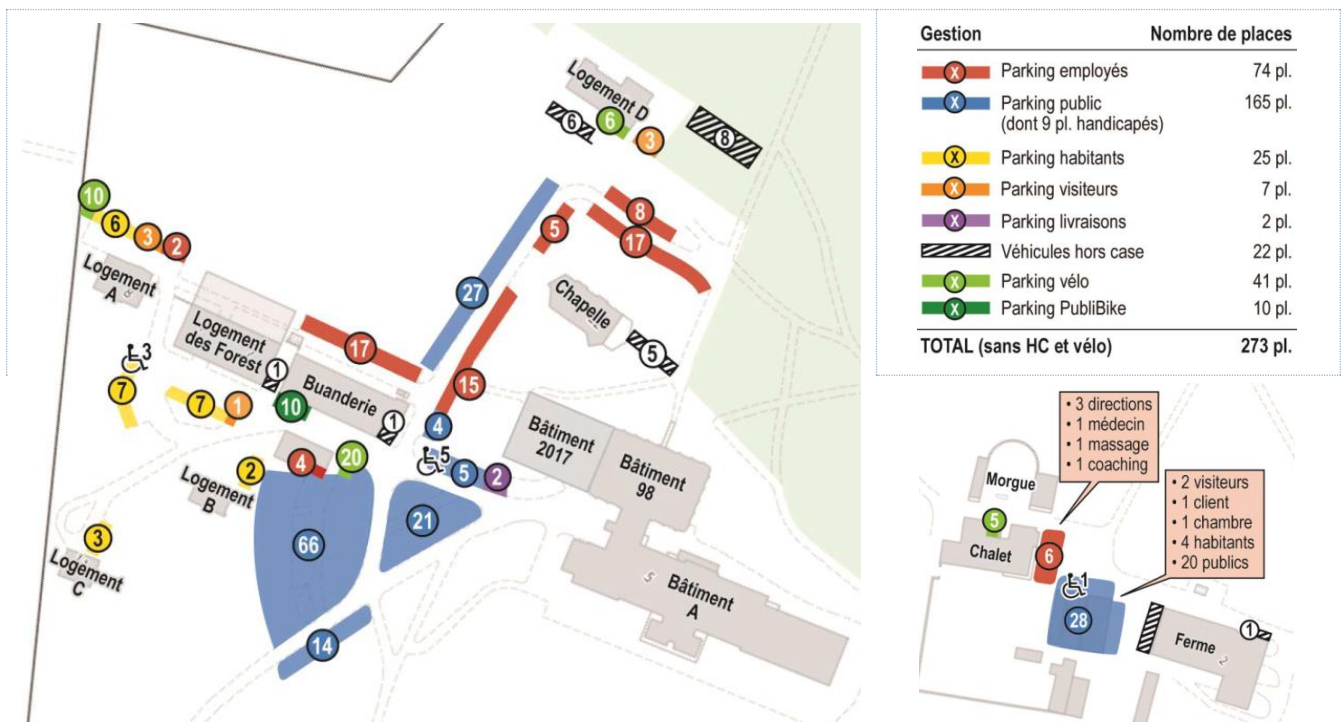 Logement D
6
6
3
8
10
6
3
2
Logement A
8
5
17
27
Chapelle
5
Logement des Forest
17
1
Buanderie
15
3
7
7
1
10
1
4
Bâtiment 2017
Bâtiment 98
5
5
2
4
20
2
Logement B
66
21
3
Logement C
14
5
Bâtiment A
Gestion Nombre de places
X Parking employés 74 pl.
X Parking public 165 pl.
(dont 9 pl. handicapés)
X Parking habitants 25 pl.
X Parking visiteurs 7 pl.
X Parking livraisons 2 pl.
Véhicules hors case 22 pl.
X Parking vélo 41 pl.
X Parking PubliBike 10 pl.
TOTAL (sans HC et vélo) 273 pl.
• 3 directions
• 1 médecin
• 1 massage
• 1 coaching
• 2 visiteurs
• 1 client
• 1 chambre
• 4 habitants
• 20 publics
Morgue
5
Chalet
6
1
28
Ferme
2
1